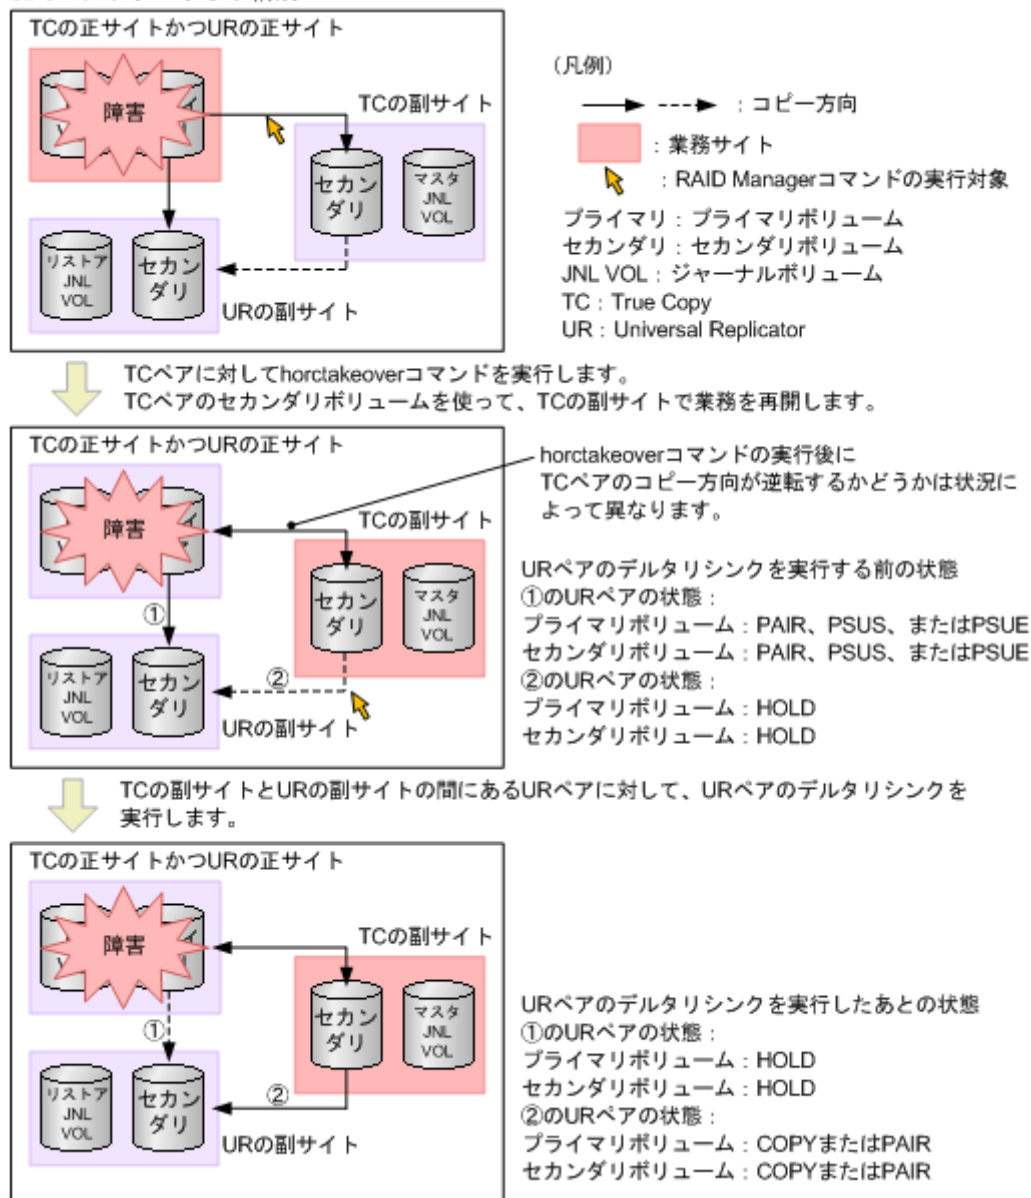 TCの正サイトかつURの正サイト
障害
TCの副サイト
セカン
ダリ
マスタ
JNL
VOL
リストア
JNL
VOL
セカン
ダリ
URの副サイト
（凡例）
：コピー方向
：業務サイト
：RAID Managerコマンドの実行対象
プライマリ：プライマリボリューム
セカンダリ：セカンダリボリューム
JNL VOL：ジャーナルボリューム
TC：True Copy
UR：Universal Replicator
TCペアに対してhorctakeoverコマンドを実行します。
TCペアのセカンダリボリュームを使って、TCの副サイトで業務を再開します。
TCの正サイトかつURの正サイト
障害
TCの副サイト
セカン
ダリ
マスタ
JNL
VOL
①
②
リストア
JNL
VOL
セカン
ダリ
URの副サイト
horctakeoverコマンドの実行後に
TCペアのコピー方向が逆転するかどうかは状況に
よって異なります。
URペアのデルタリシンクを実行する前の状態
①のURペアの状態：
プライマリボリューム：PAIR、PSUS、またはPSUE
セカンダリボリューム：PAIR、PSUS、またはPSUE
②のURペアの状態：
プライマリボリューム：HOLD
セカンダリボリューム：HOLD
TCの副サイトとURの副サイトの間にあるURペアに対して、URペアのデルタリシンクを
実行します。
TCの正サイトかつURの正サイト
障害
TCの副サイト
セカン
ダリ
マスタ
JNL
VOL
①
②
リストア
JNL
VOL
セカン
ダリ
URの副サイト
URペアのデルタリシンクを実行したあとの状態
①のURペアの状態：
プライマリボリューム：HOLD
セカンダリボリューム：HOLD
②のURペアの状態：
プライマリボリューム：COPYまたはPAIR
セカンダリボリューム：COPYまたはPAIR